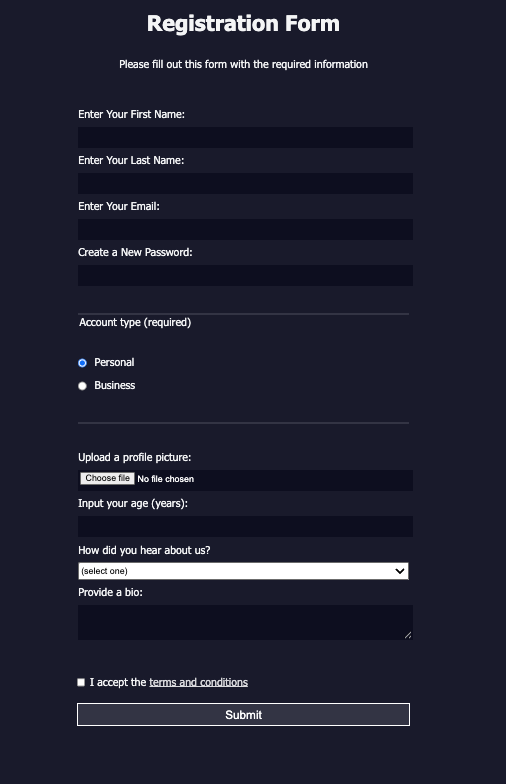 Registration Form
Please fill out this form with the required information
Enter Your First Name:
Enter Your Last Name:
Enter Your Email:
Create a New Password:
Account type (required)
Personal
Business
Upload a profile picture:
Choose file No file chosen
Input your age (years):
How did you hear about us?
(select one)
Provide a bio:
I accept the terms and conditions
Submit